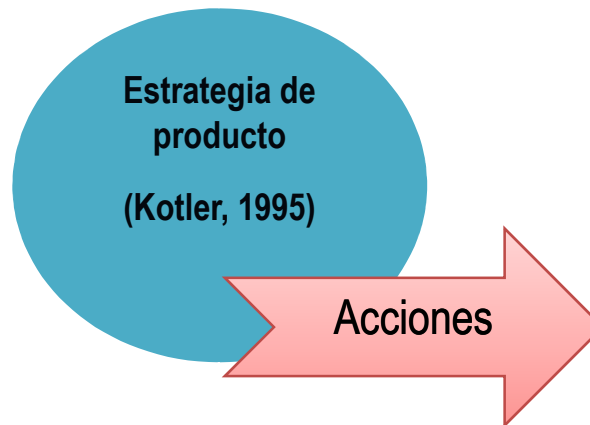 Estrategia de
producto
(Kotler, 1995)
Acciones